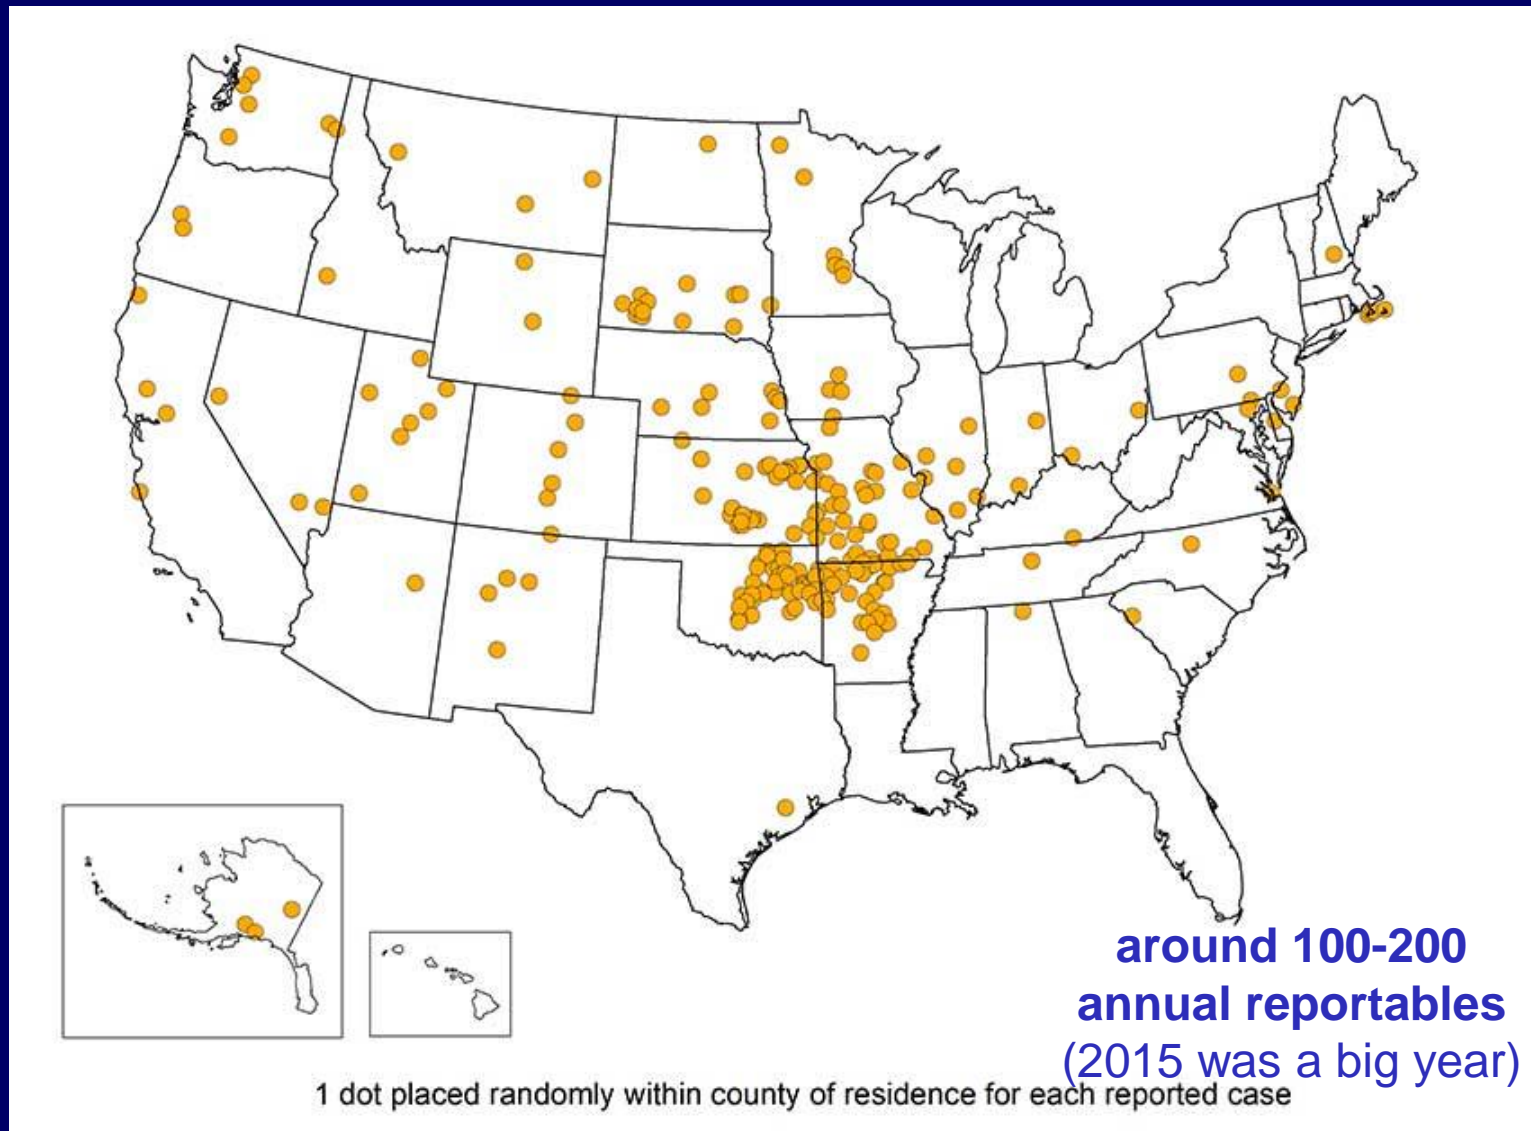 around 100-200
annual reportables
(2015 was a big year)
1 dot placed randomly within county of residence for each reported case